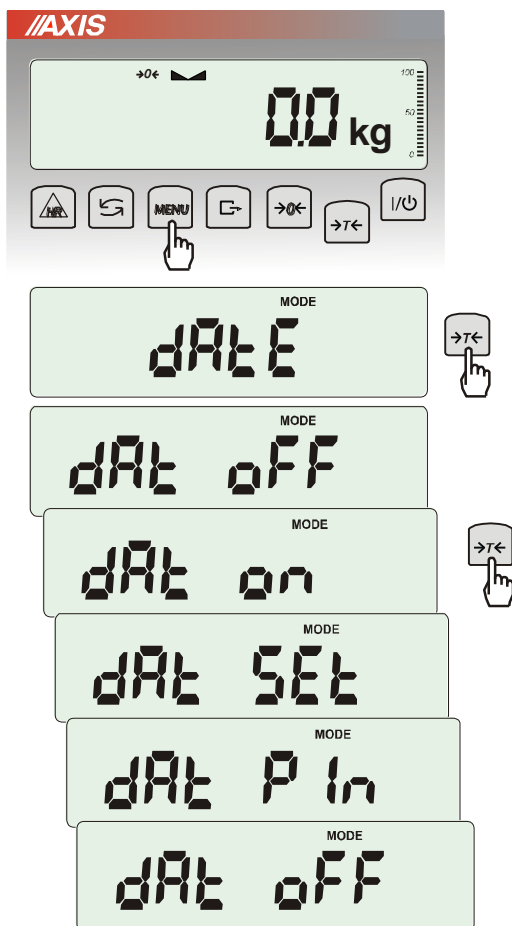 //AXIS
→0←
100
0.0 kg
50
0
HR MENU →0← →T← I/⏻
MODE
dAtE
→T←
MODE
dAt oFF
MODE
dAt on
→T←
MODE
dAt SEt
MODE
dAt PIn
MODE
dAt oFF